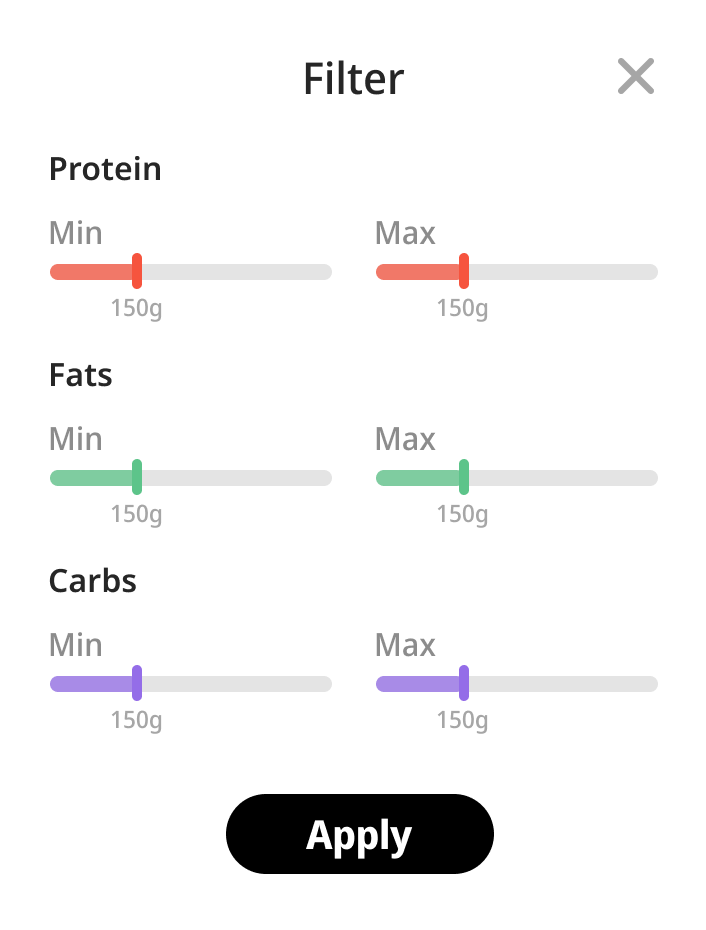 Filter
Protein
Min Max
150g 150g
Fats
Min Max
150g 150g
Carbs
Min Max
150g 150g
Apply